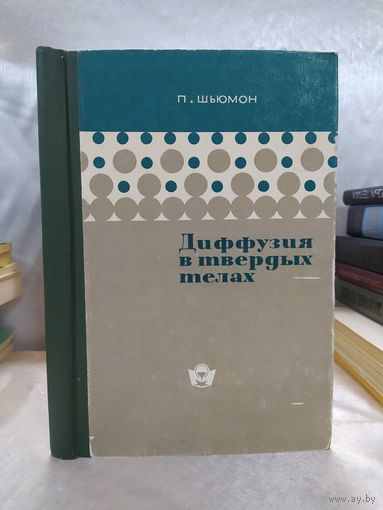 П. ШЬЮМОН
Диффузия
в твердых
телах
www.ay.by